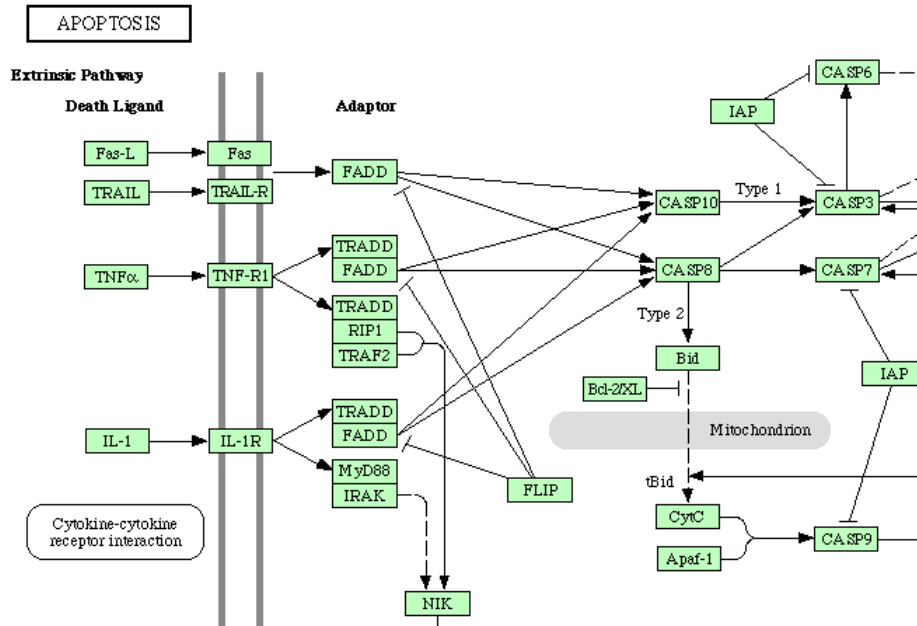 APOPTOSIS
Extrinsic Pathway
Death Ligand
Adaptor
CASP6
IAP
Fas-L
Fas
FADD
TRAIL
TRAIL-R
CASP10
Type 1
CASP3
TRADD
FADD
TNFα
TNF-R1
CASP8
CASP7
TRADD
RIP1
TRAF2
Type 2
Bid
IAP
Bcl-2/XL
TRADD
FADD
IL-1
IL-1R
Mitochondrion
MyD88
IRAK
FLIP
tBid
CytC
Cytokine-cytokine
receptor interaction
CASP9
Apaf-1
NIK